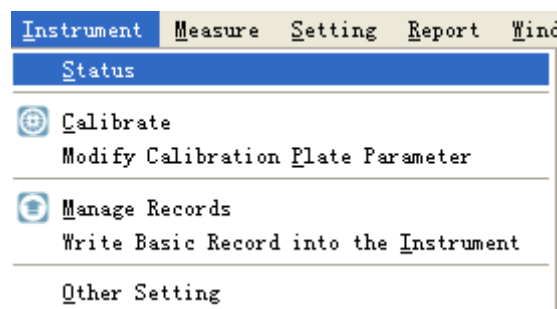 Instrument Measure Setting Report
Status
Calibrate
Modify Calibration Plate Parameter
Manage Records
Write Basic Record into the Instrument
Other Setting